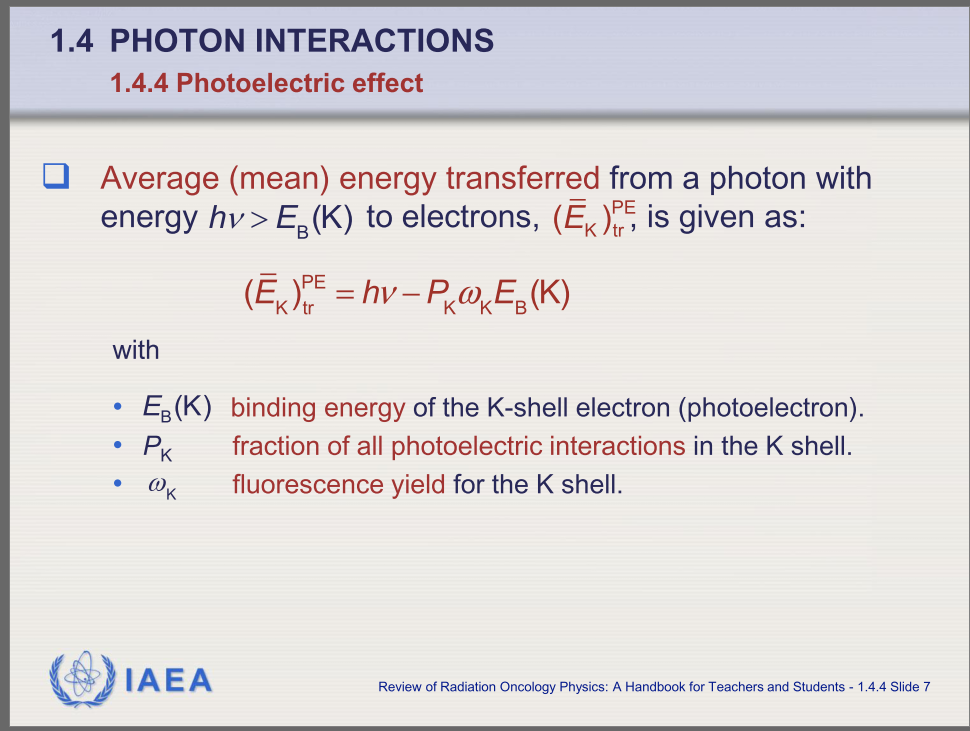 1.4 PHOTON INTERACTIONS
1.4.4 Photoelectric effect
❑ Average (mean) energy transferred from a photon with
energy hν > E_B(K) to electrons, (Ē_K)_tr^PE, is given as:
(Ē_K)_tr^PE = hν − P_K ω_K E_B(K)
with
• E_B(K) binding energy of the K-shell electron (photoelectron).
• P_K fraction of all photoelectric interactions in the K shell.
• ω_K fluorescence yield for the K shell.
IAEA
Review of Radiation Oncology Physics: A Handbook for Teachers and Students - 1.4.4 Slide 7